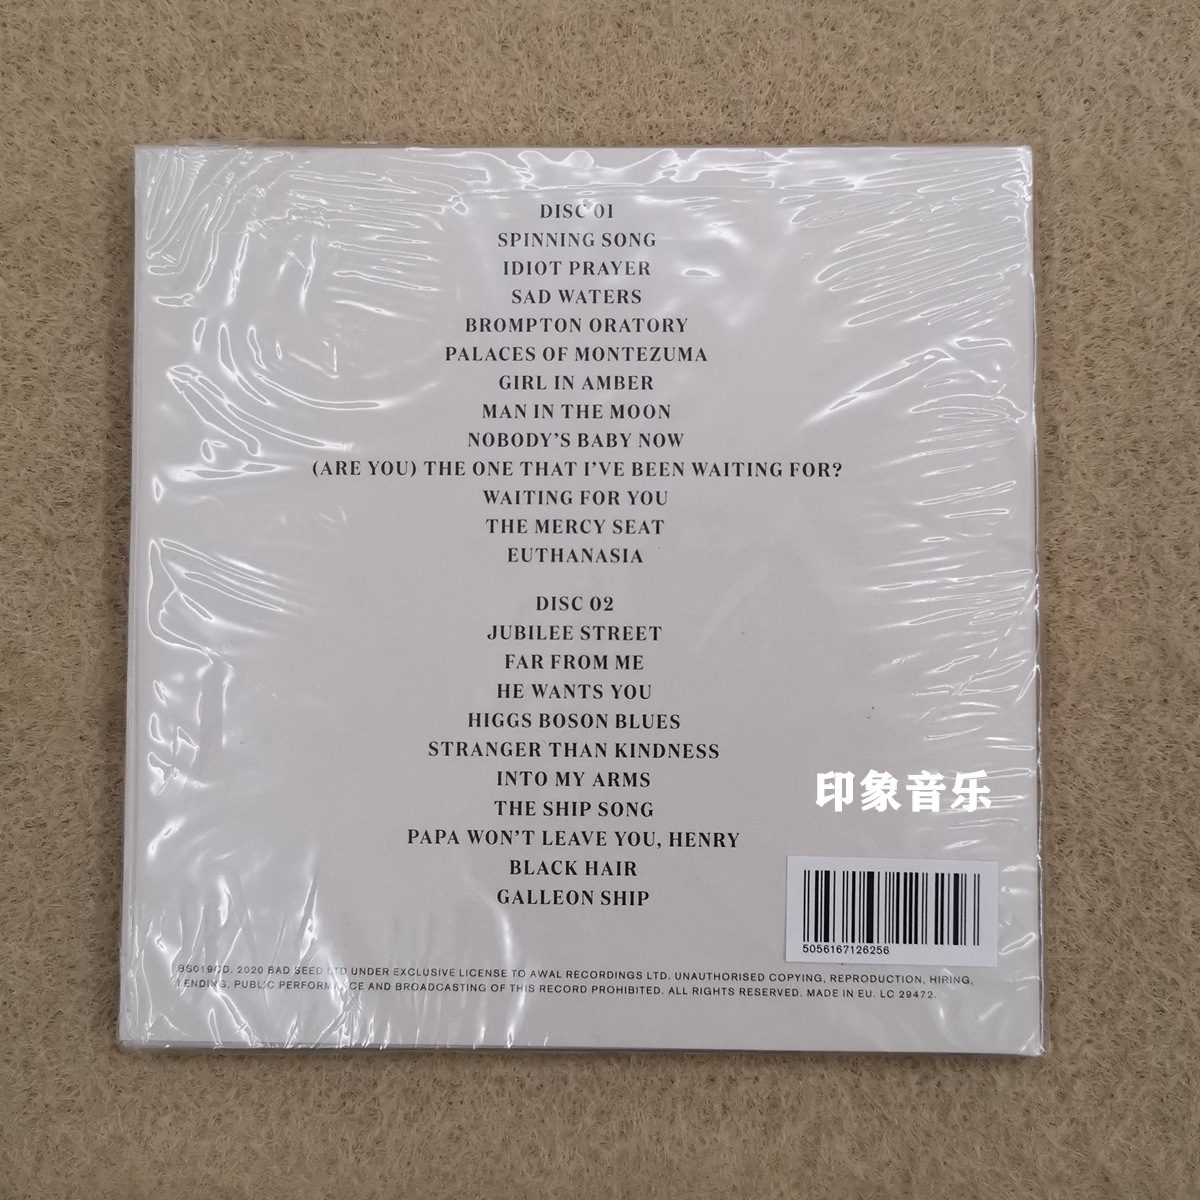 DISC 01
SPINNING SONG
IDIOT PRAYER
SAD WATERS
BROMPTON ORATORY
PALACES OF MONTEZUMA
GIRL IN AMBER
MAN IN THE MOON
NOBODY'S BABY NOW
(ARE YOU) THE ONE THAT I'VE BEEN WAITING FOR?
WAITING FOR YOU
THE MERCY SEAT
EUTHANASIA
DISC 02
JUBILEE STREET
FAR FROM ME
HE WANTS YOU
HIGGS BOSON BLUES
STRANGER THAN KINDNESS
INTO MY ARMS
THE SHIP SONG
PAPA WON'T LEAVE YOU, HENRY
BLACK HAIR
GALLEON SHIP
印象音乐
5056167126256
BS019CD. 2020 BAD SEED LTD UNDER EXCLUSIVE LICENSE TO AWAL RECORDINGS LTD. UNAUTHORISED COPYING, REPRODUCTION, HIRING,
LENDING, PUBLIC PERFORMANCE AND BROADCASTING OF THIS RECORD PROHIBITED. ALL RIGHTS RESERVED. MADE IN EU. LC 29472.